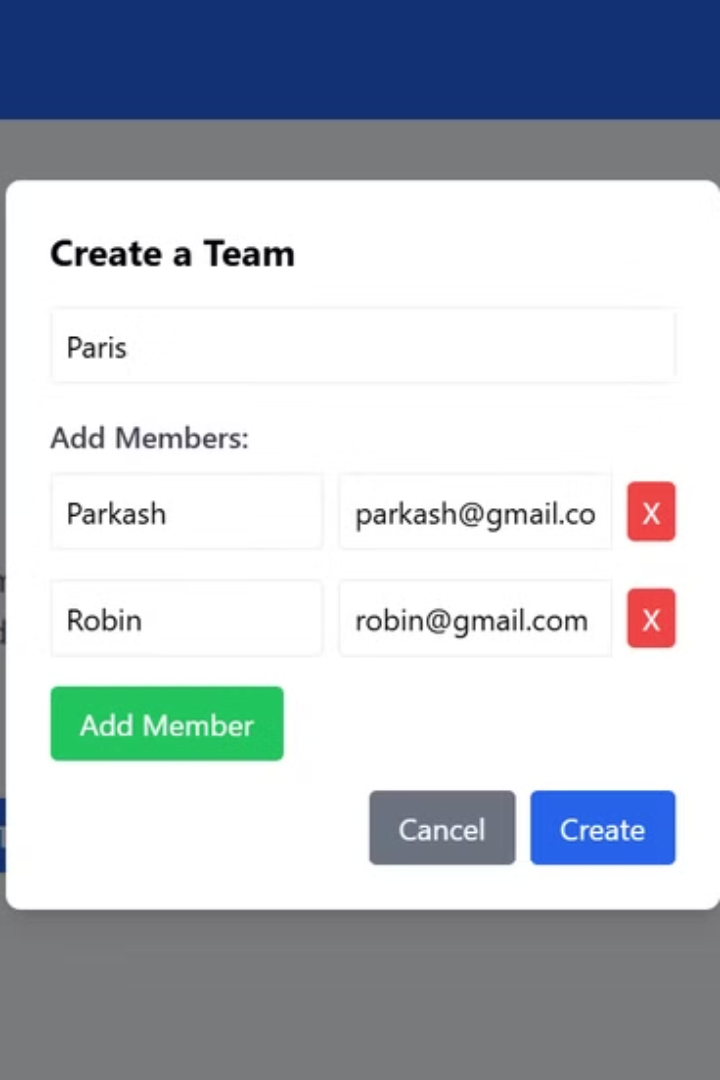 Create a Team
Paris
Add Members:
Parkash parkash@gmail.co X
Robin robin@gmail.com X
Add Member
Cancel Create